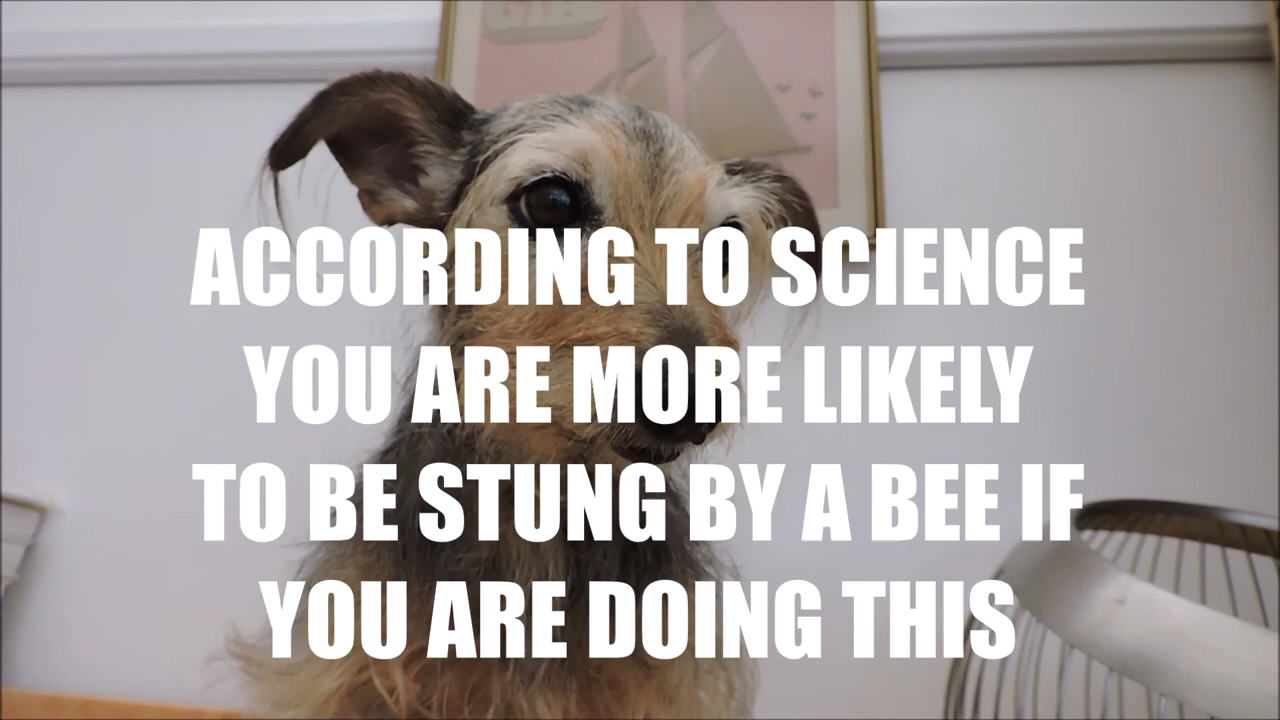 ACCORDING TO SCIENCE
YOU ARE MORE LIKELY
TO BE STUNG BY A BEE IF
YOU ARE DOING THIS